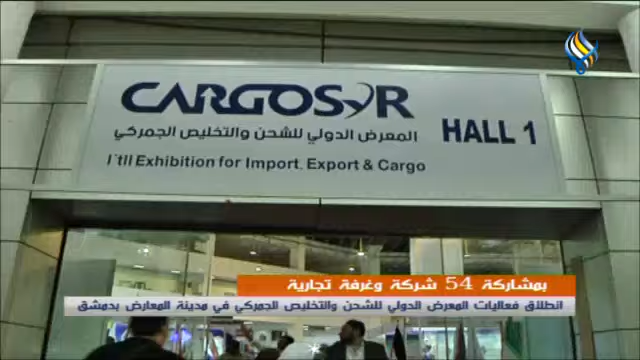 CARGOSYR
المعرض الدولي للشحن والتخليص الجمركي
HALL 1
I'tll Exhibition for Import, Export & Cargo
بمشاركة 54 شركة وغرفة تجارية
انطلاق فعاليات المعرض الدولي للشحن والتخليص الجمركي في مدينة المعارض بدمشق